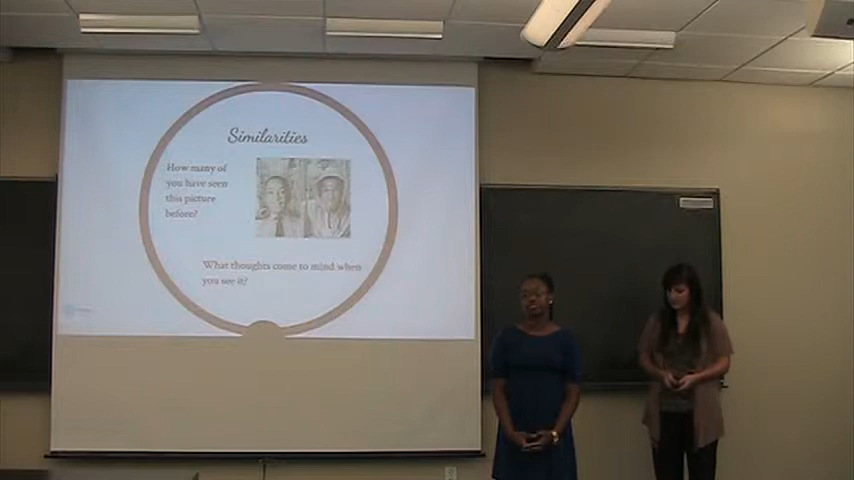 Similarities
How many of
you have seen
this picture
before?
What thoughts come to mind when
you see it?